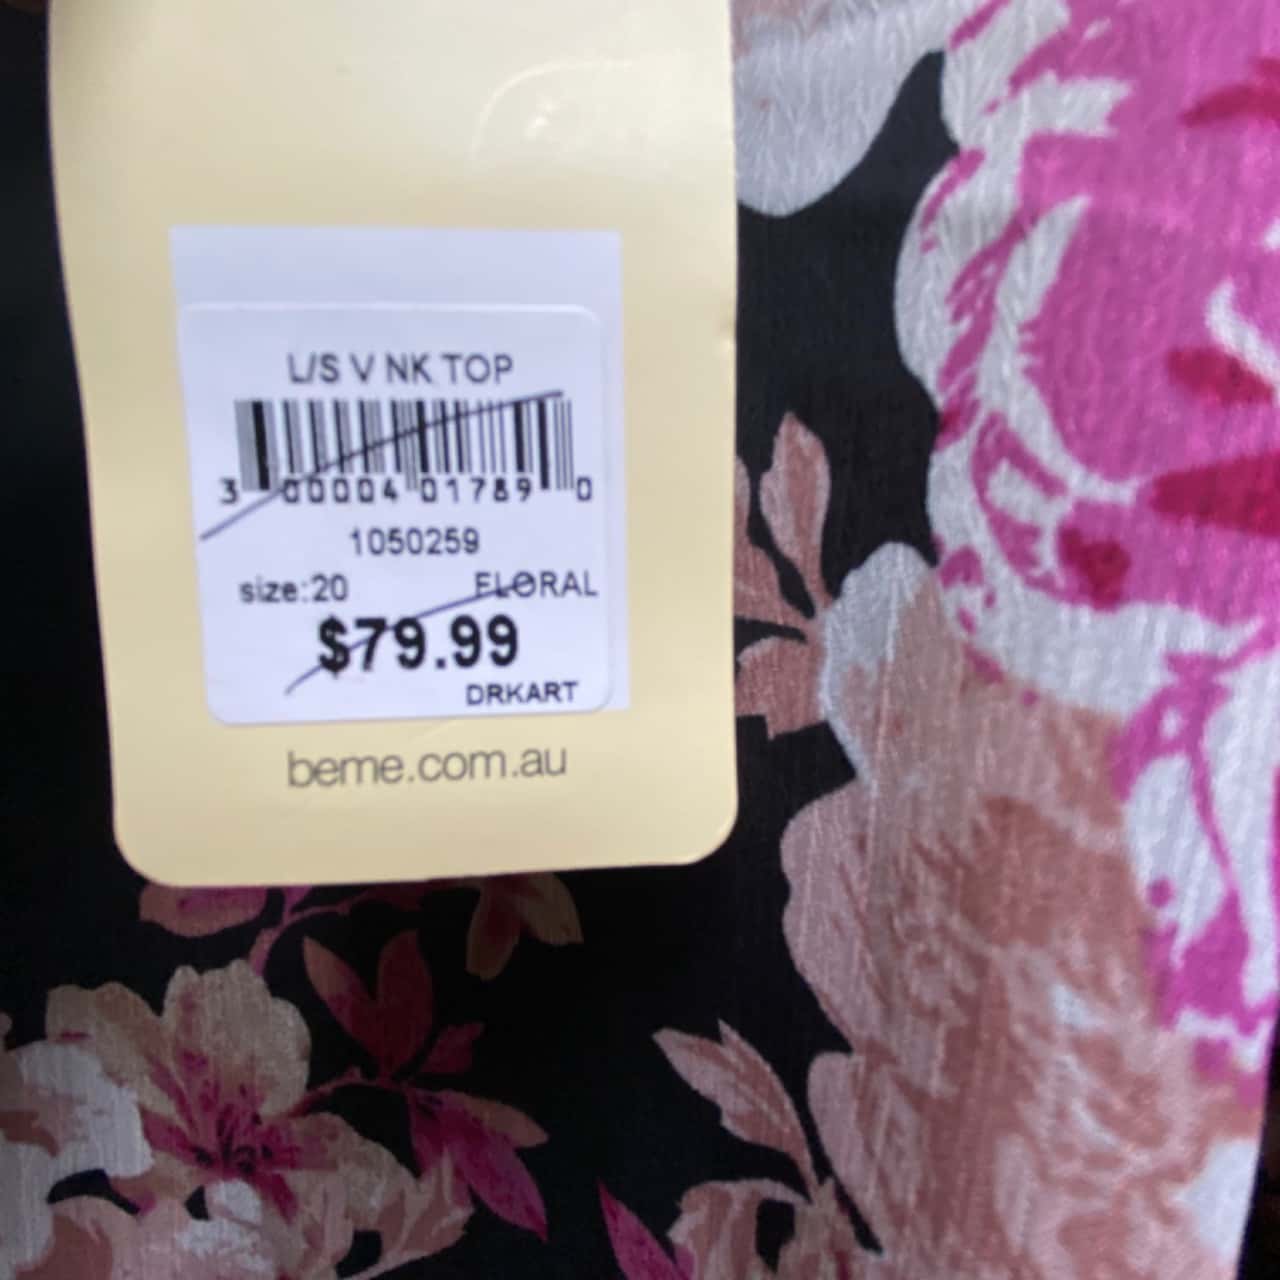 L/S V NK TOP
3 00004 01789 0
1050259
size:20 FLORAL
$79.99
DRKART
beme.com.au